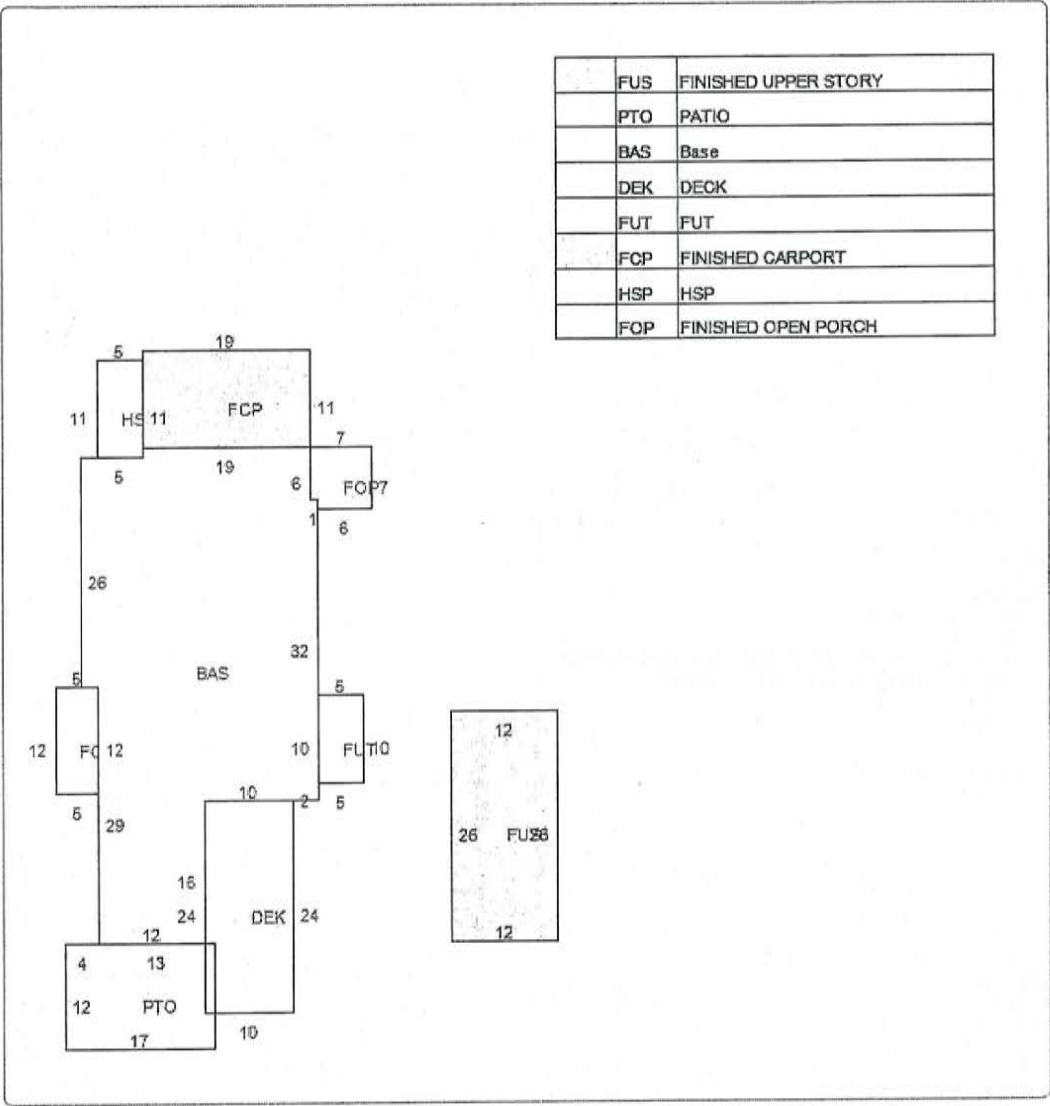 FUS FINISHED UPPER STORY
PTO PATIO
BAS Base
DEK DECK
FUT FUT
FCP FINISHED CARPORT
HSP HSP
FOP FINISHED OPEN PORCH
19
5
11 HS 11 FCP 11
7
5 19 6 FOP7
1 6
26
32
BAS
5 5
12 FO 12 10 FUT10
12
10 2 5
5 29
26 FUS26
16
24 DEK 24
12 12
4 13
12 PTO
17 10